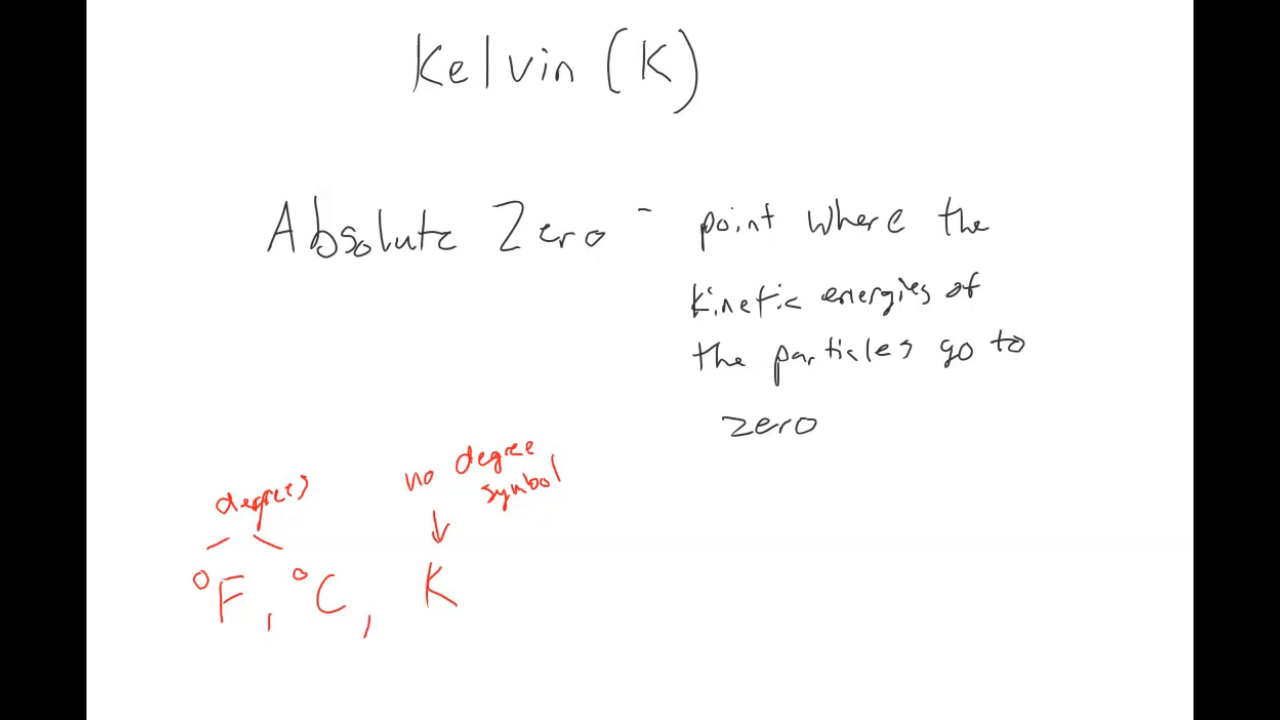 Kelvin (K)
Absolute Zero - point where the
kinetic energies of
the particles go to
zero
no degree
symbol
degrees
°F, °C, K